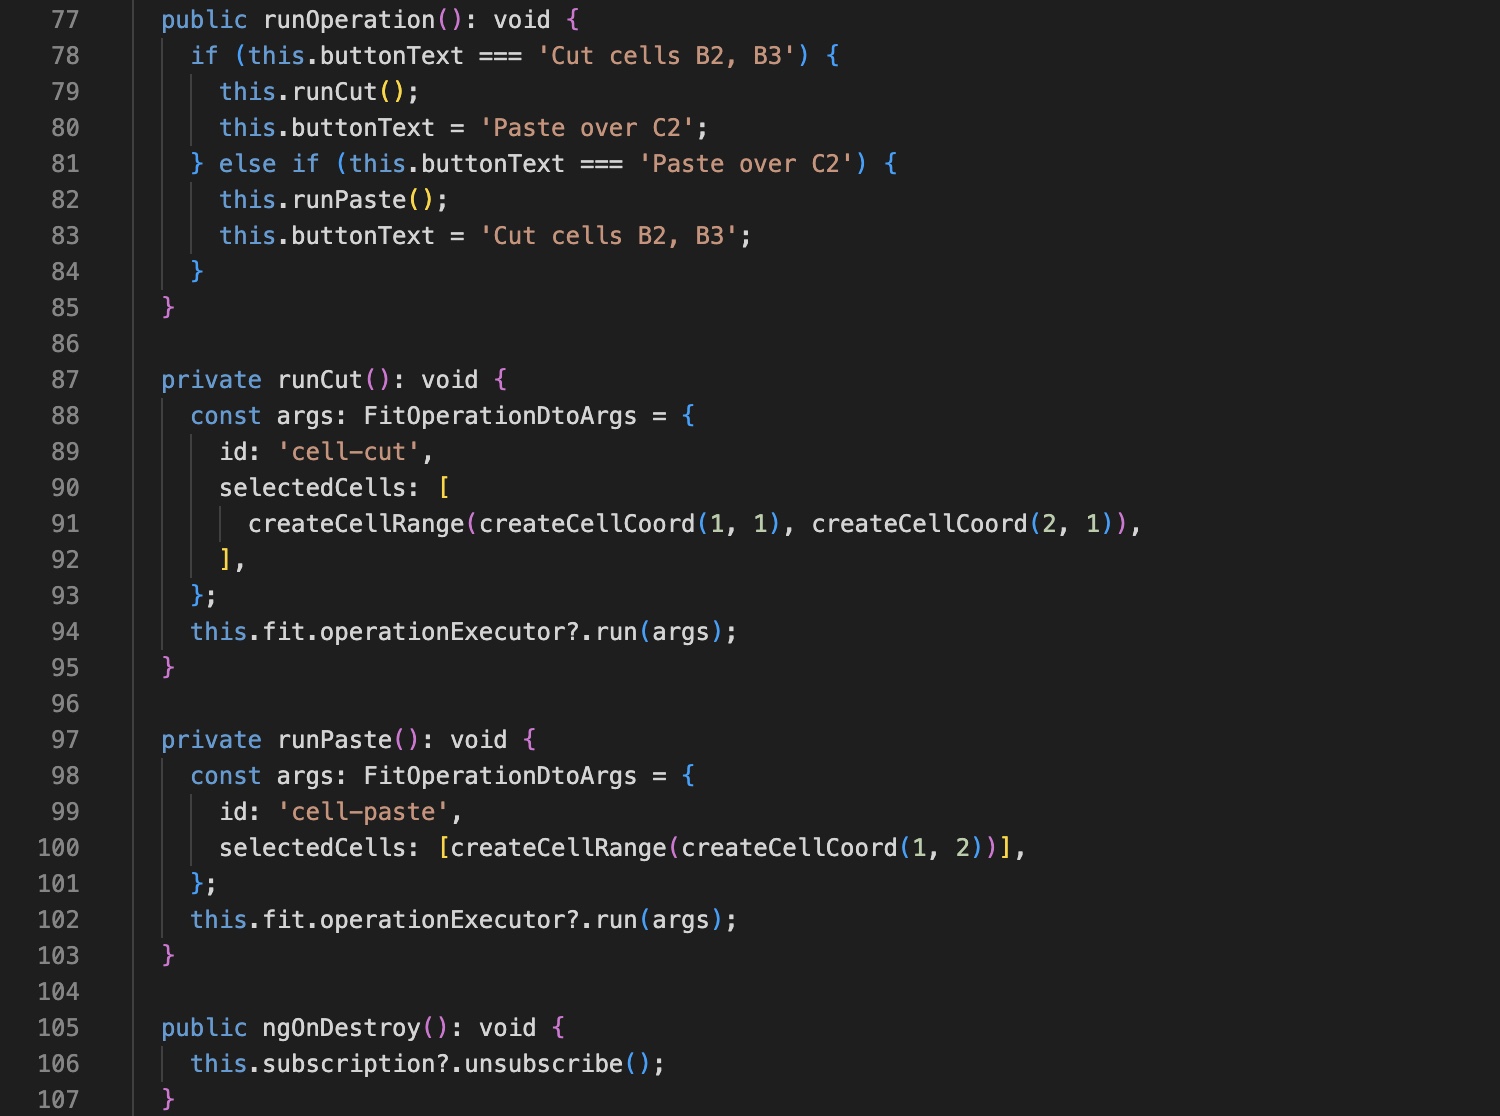 77 public runOperation(): void {
78 if (this.buttonText === 'Cut cells B2, B3') {
79 this.runCut();
80 this.buttonText = 'Paste over C2';
81 } else if (this.buttonText === 'Paste over C2') {
82 this.runPaste();
83 this.buttonText = 'Cut cells B2, B3';
84 }
85 }
86
87 private runCut(): void {
88 const args: FitOperationDtoArgs = {
89 id: 'cell-cut',
90 selectedCells: [
91 createCellRange(createCellCoord(1, 1), createCellCoord(2, 1)),
92 ],
93 };
94 this.fit.operationExecutor?.run(args);
95 }
96
97 private runPaste(): void {
98 const args: FitOperationDtoArgs = {
99 id: 'cell-paste',
100 selectedCells: [createCellRange(createCellCoord(1, 2))],
101 };
102 this.fit.operationExecutor?.run(args);
103 }
104
105 public ngOnDestroy(): void {
106 this.subscription?.unsubscribe();
107 }